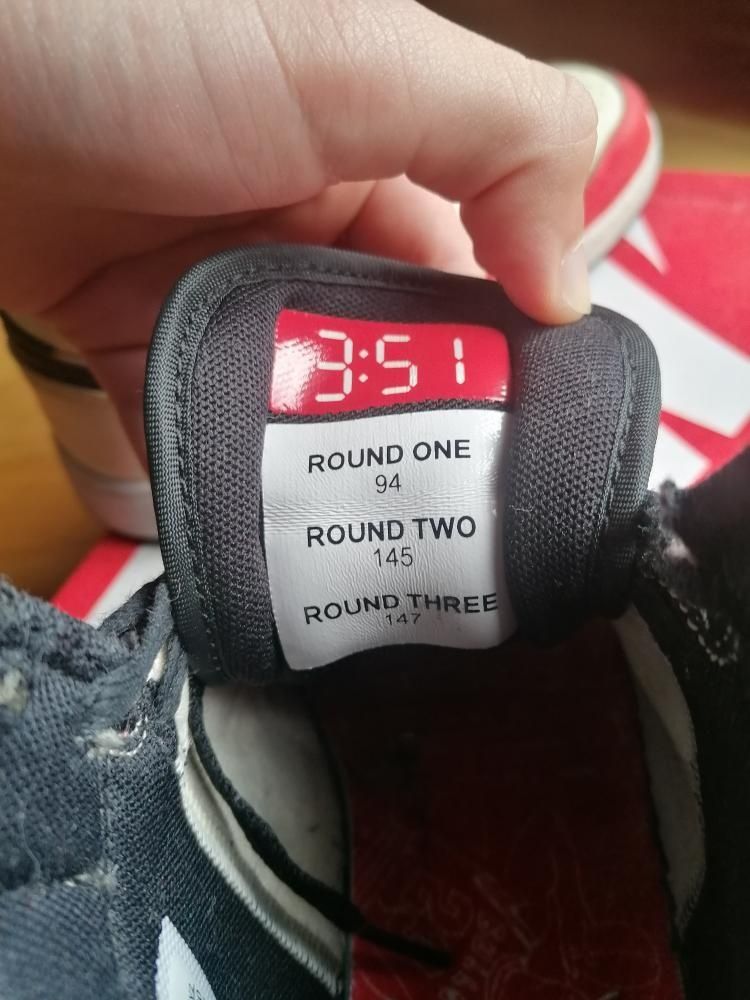 3:51
ROUND ONE
94
ROUND TWO
145
ROUND THREE
147